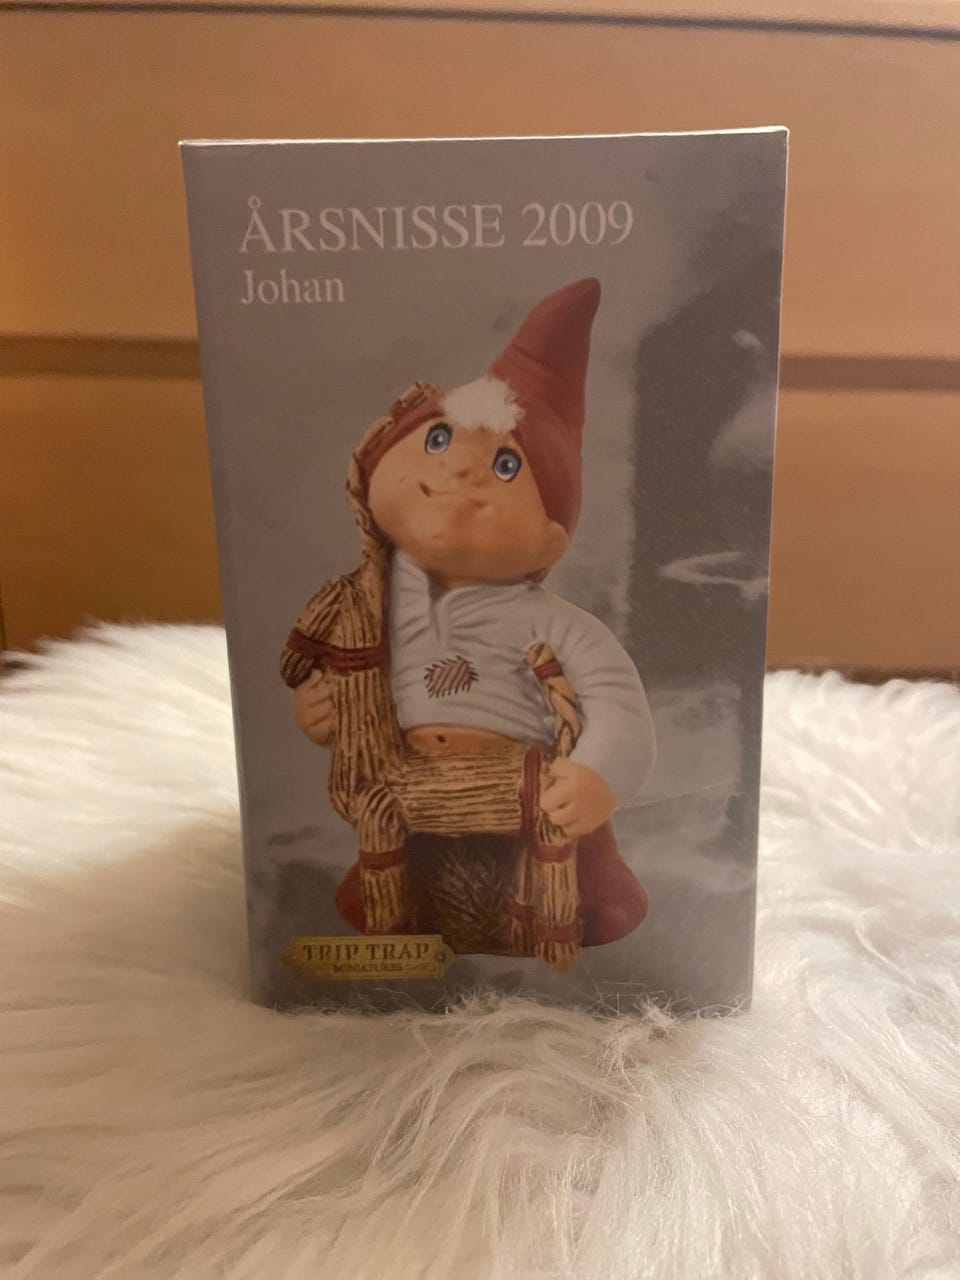 ÅRSNISSE 2009
Johan
TRIP TRAP
MINIATURES